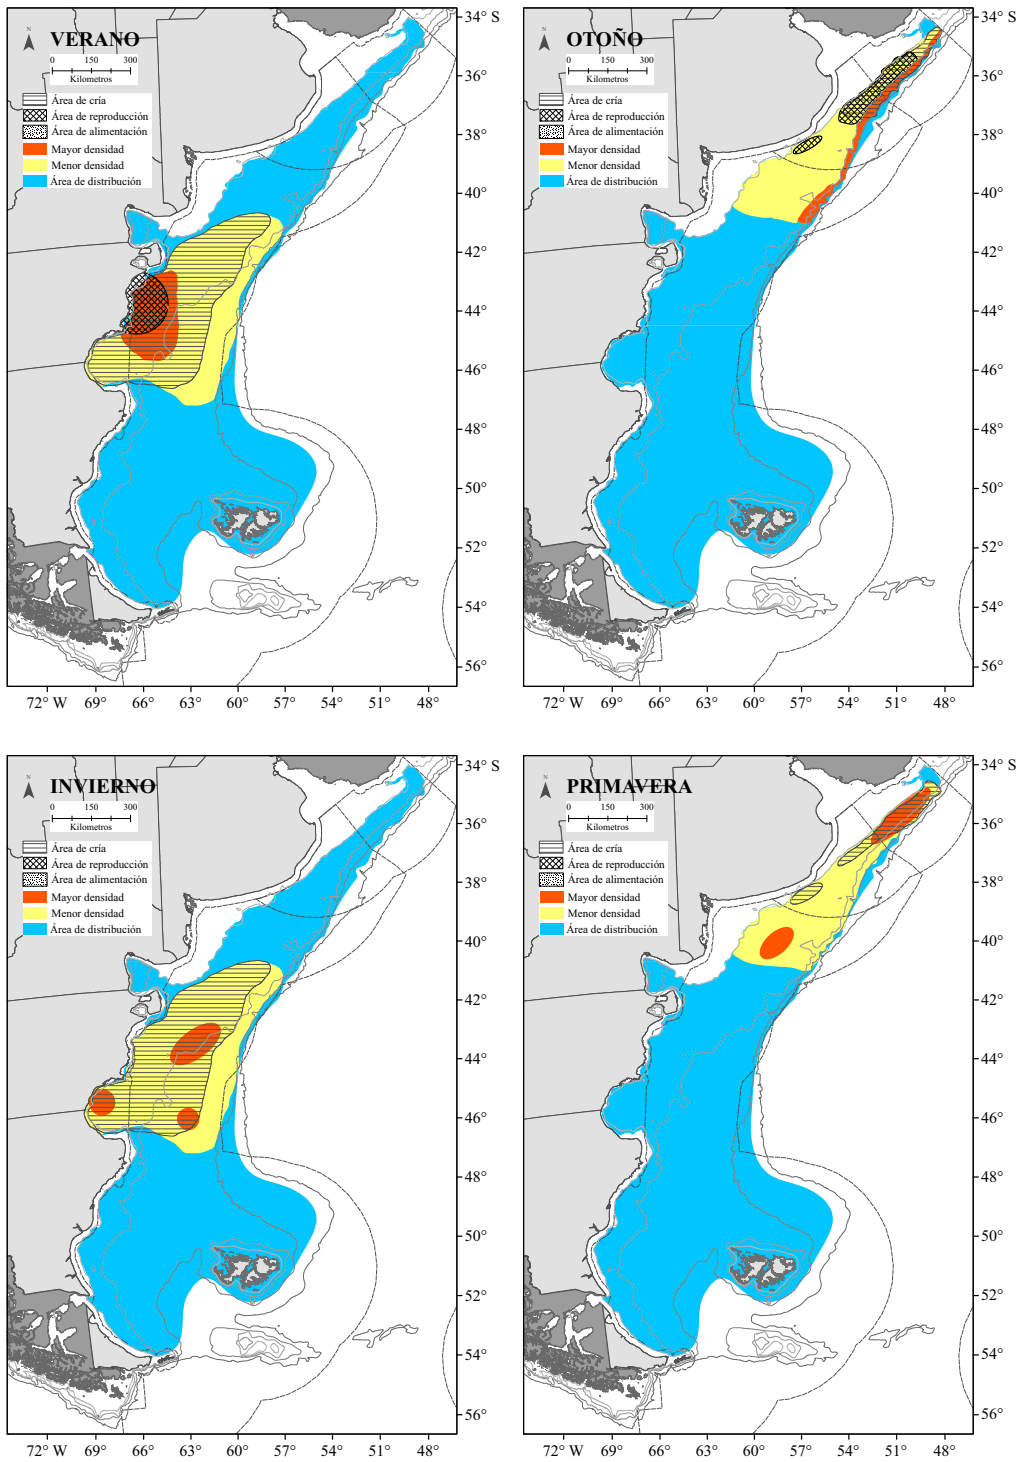 VERANO
N
0 150 300
Kilometros
Área de cría
Área de reproducción
Área de alimentación
Mayor densidad
Menor densidad
Área de distribución
34° S
36°
38°
40°
42°
44°
46°
48°
50°
52°
54°
56°
72° W 69° 66° 63° 60° 57° 54° 51° 48°
OTOÑO
N
0 150 300
Kilometros
Área de cría
Área de reproducción
Área de alimentación
Mayor densidad
Menor densidad
Área de distribución
34° S
36°
38°
40°
42°
44°
46°
48°
50°
52°
54°
56°
72° W 69° 66° 63° 60° 57° 54° 51° 48°
INVIERNO
N
0 150 300
Kilometros
Área de cría
Área de reproducción
Área de alimentación
Mayor densidad
Menor densidad
Área de distribución
34° S
36°
38°
40°
42°
44°
46°
48°
50°
52°
54°
56°
72° W 69° 66° 63° 60° 57° 54° 51° 48°
PRIMAVERA
N
0 150 300
Kilometros
Área de cría
Área de reproducción
Área de alimentación
Mayor densidad
Menor densidad
Área de distribución
34° S
36°
38°
40°
42°
44°
46°
48°
50°
52°
54°
56°
72° W 69° 66° 63° 60° 57° 54° 51° 48°